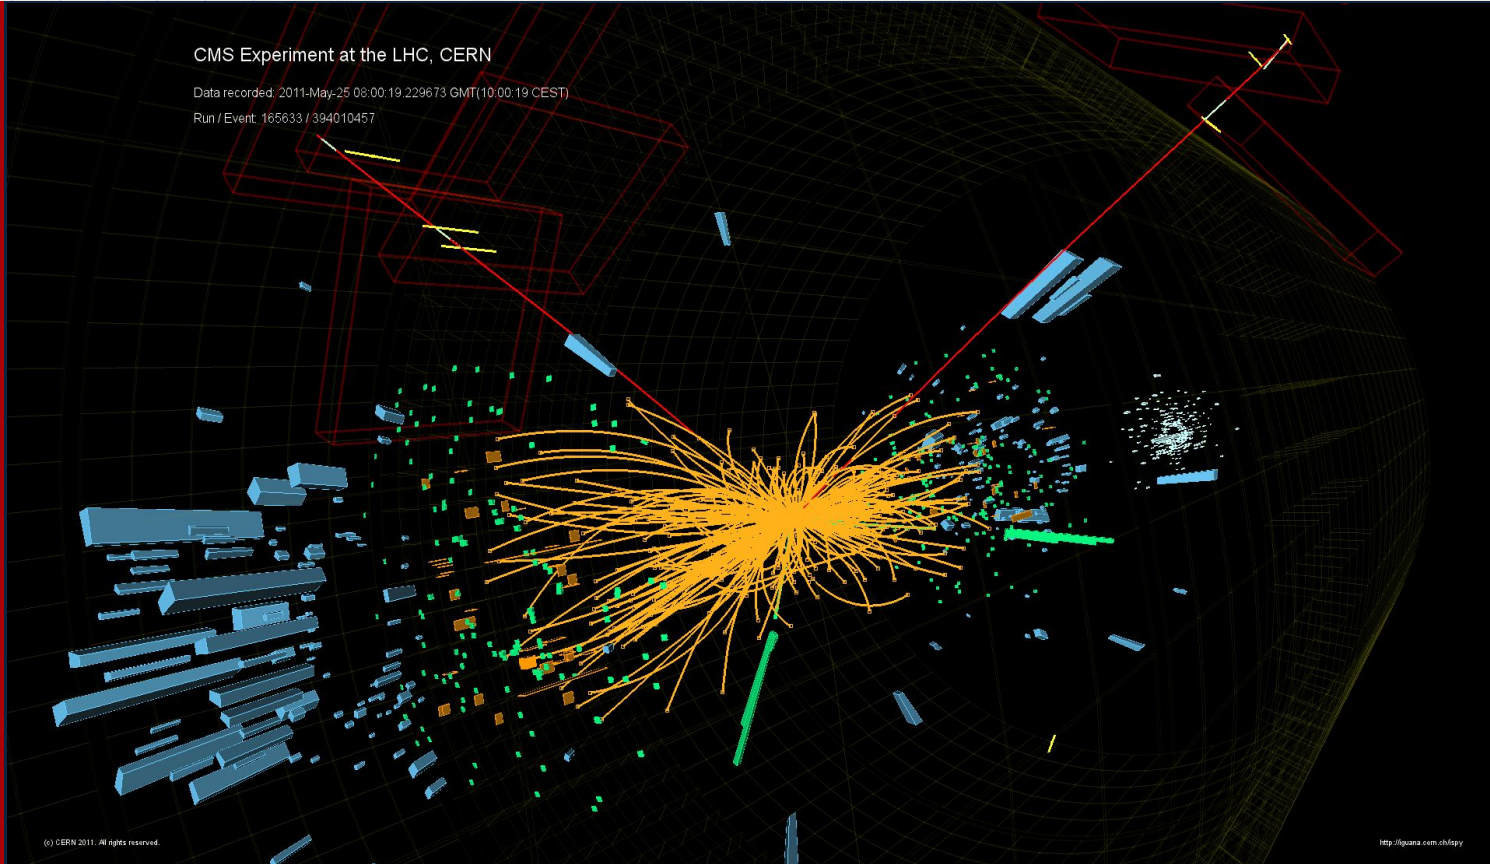 CMS Experiment at the LHC, CERN
Data recorded: 2011-May-25 08:00:19.229673 GMT(10:00:19 CEST)
Run / Event: 165633 / 394010457
(c) CERN 2011. All rights reserved.
http://iguana.cern.ch/ispy